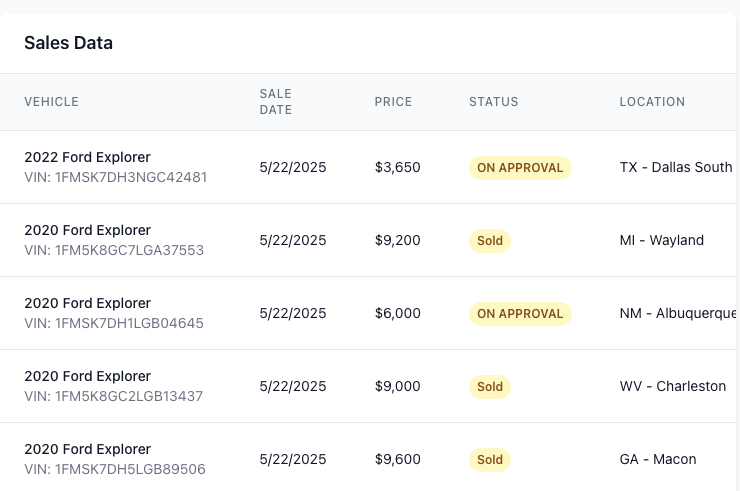 Sales Data
VEHICLE SALE DATE PRICE STATUS LOCATION
2022 Ford Explorer
VIN: 1FMSK7DH3NGC42481
5/22/2025 $3,650 ON APPROVAL TX - Dallas South
2020 Ford Explorer
VIN: 1FM5K8GC7LGA37553
5/22/2025 $9,200 Sold MI - Wayland
2020 Ford Explorer
VIN: 1FMSK7DH1LGB04645
5/22/2025 $6,000 ON APPROVAL NM - Albuquerque
2020 Ford Explorer
VIN: 1FM5K8GC2LGB13437
5/22/2025 $9,000 Sold WV - Charleston
2020 Ford Explorer
VIN: 1FMSK7DH5LGB89506
5/22/2025 $9,600 Sold GA - Macon